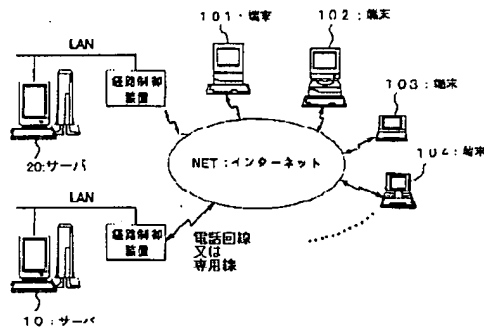 LAN
経路制御
装置
20:サーバ
101:端末
102:端末
103:端末
104:端末
NET:インターネット
LAN
経路制御
装置
電話回線
又は
専用線
10:サーバ